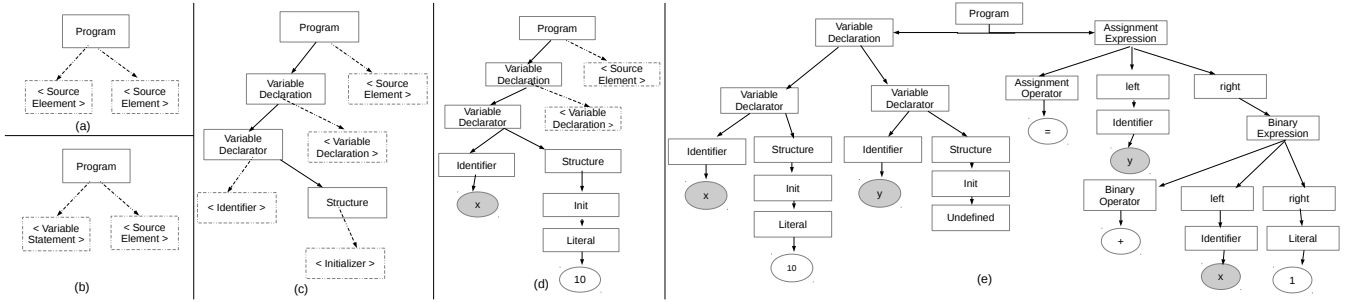 Program
< Source
Eleement >
< Source
Element >
(a)
Program
< Variable
Statement >
< Source
Element >
(b)
Program
Variable
Declaration
< Source
Element >
Variable
Declarator
< Variable
Declaration >
< Identifier >
Structure
< Initializer >
(c)
Program
Variable
Declaration
< Source
Element >
Variable
Declarator
< Variable
Declaration >
Identifier
Structure
x
Init
Literal
10
(d)
Program
Variable
Declaration
Assignment
Expression
Variable
Declarator
Variable
Declarator
Assignment
Operator
left
right
=
Identifier
Binary
Expression
Identifier
Structure
Identifier
Structure
y
x
Init
y
Init
Binary
Operator
left
right
Literal
Undefined
+
Identifier
Literal
10
x
1
(e)